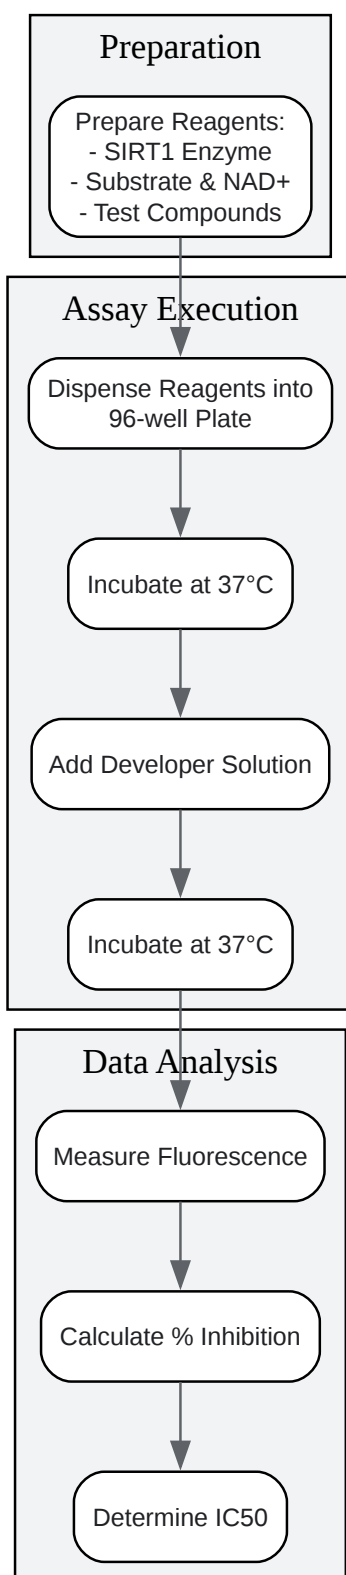 Preparation
Prepare Reagents:
- SIRT1 Enzyme
- Substrate & NAD+
- Test Compounds
Assay Execution
Dispense Reagents into
96-well Plate
Incubate at 37°C
Add Developer Solution
Incubate at 37°C
Data Analysis
Measure Fluorescence
Calculate % Inhibition
Determine IC50